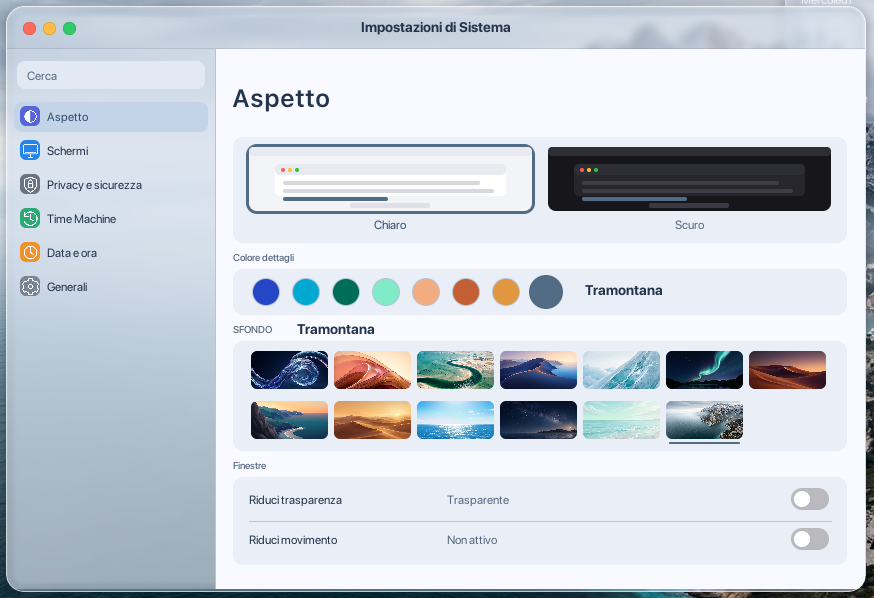 Mercoledì
Impostazioni di Sistema
Cerca
Aspetto
Schermi
Privacy e sicurezza
Time Machine
Data e ora
Generali
Aspetto
Chiaro
Scuro
Colore dettagli
Tramontana
SFONDO
Tramontana
Finestre
Riduci trasparenza
Trasparente
Riduci movimento
Non attivo